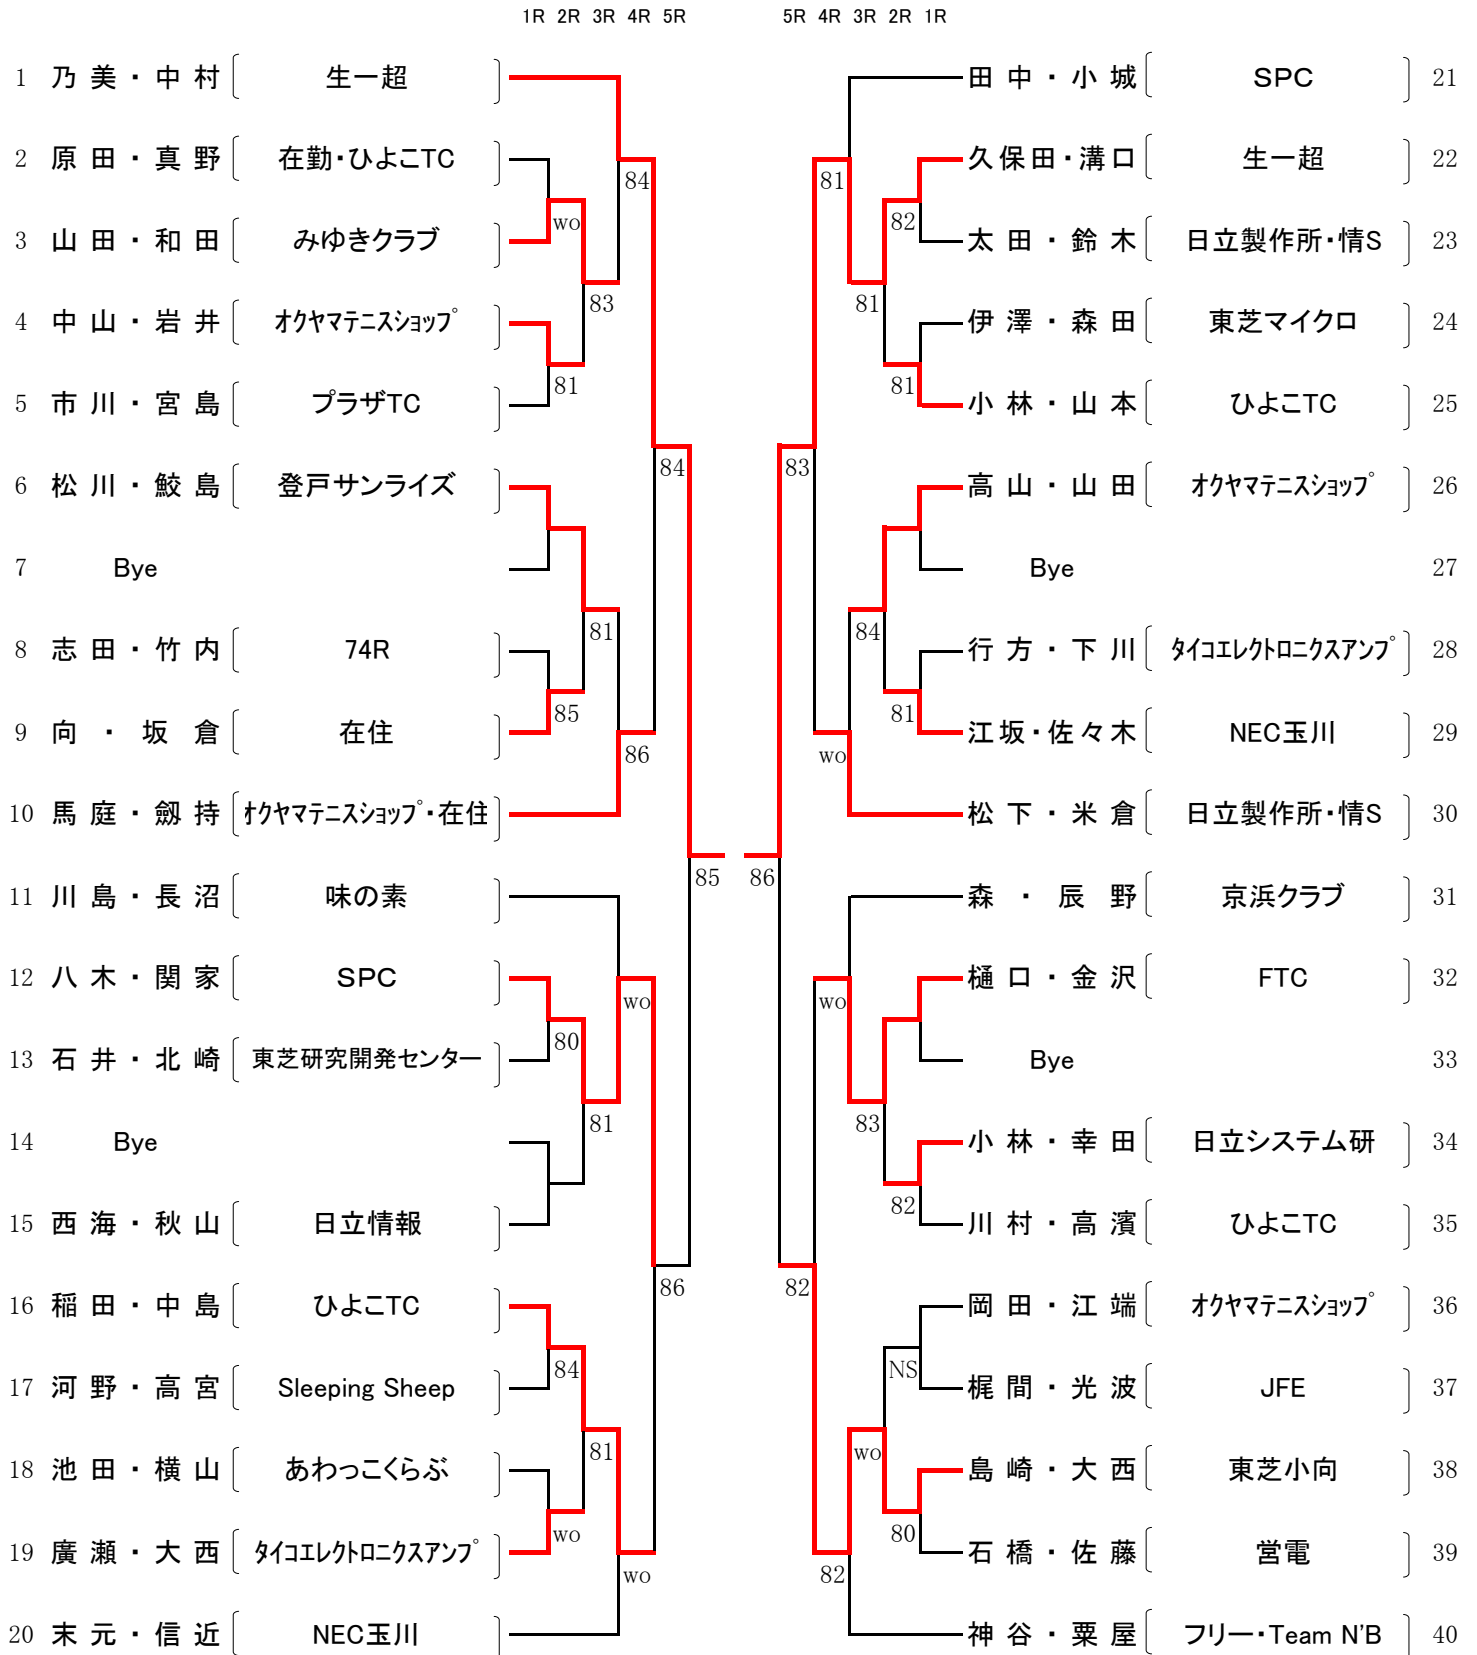 1R 2R 3R 4R 5R 5R 4R 3R 2R 1R
1 乃美・中村 生一超 田中・小城 SPC 21
2 原田・真野 在勤・ひよこTC 久保田・溝口 生一超 22
84 81
wo 82
3 山田・和田 みゆきクラブ 太田・鈴木 日立製作所・情S 23
83 81
4 中山・岩井 オクヤマテニスショップ 伊澤・森田 東芝マイクロ 24
81 81
5 市川・宮島 プラザTC 小林・山本 ひよこTC 25
84 83
6 松川・鮫島 登戸サンライズ 高山・山田 オクヤマテニスショップ 26
7 Bye Bye 27
81 84
8 志田・竹内 74R 行方・下川 タイコエレクトロニクスアンプ 28
85 81
9 向・坂倉 在住 江坂・佐々木 NEC玉川 29
86 wo
10 馬庭・劔持 オクヤマテニスショップ・在住 松下・米倉 日立製作所・情S 30
85 86
11 川島・長沼 味の素 森・辰野 京浜クラブ 31
12 八木・関家 SPC 樋口・金沢 FTC 32
wo wo
80
13 石井・北崎 東芝研究開発センター Bye 33
81 83
14 Bye 小林・幸田 日立システム研 34
82
15 西海・秋山 日立情報 川村・高濱 ひよこTC 35
86 82
16 稲田・中島 ひよこTC 岡田・江端 オクヤマテニスショップ 36
84 NS
17 河野・高宮 Sleeping Sheep 梶間・光波 JFE 37
81 wo
18 池田・横山 あわっこくらぶ 島崎・大西 東芝小向 38
wo 80
19 廣瀬・大西 タイコエレクトロニクスアンプ 石橋・佐藤 営電 39
wo 82
20 末元・信近 NEC玉川 神谷・粟屋 フリー・Team N'B 40